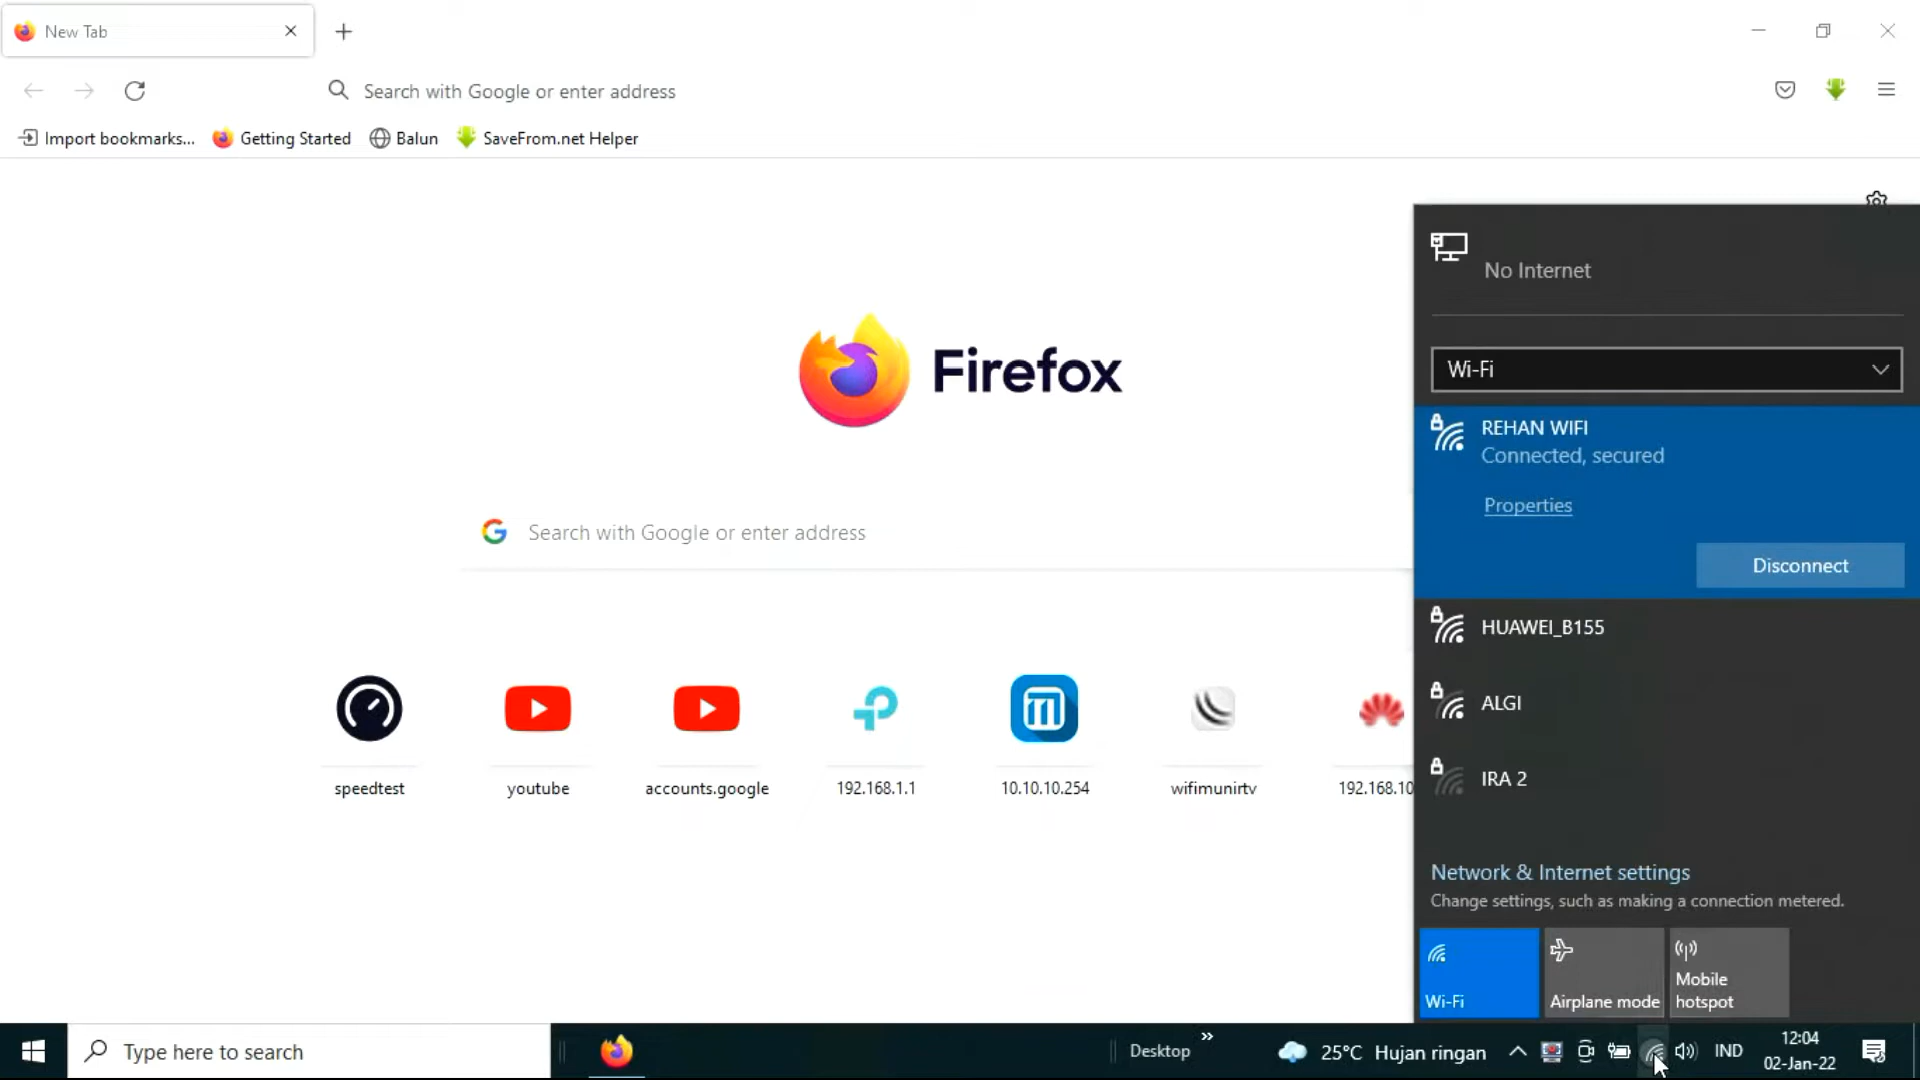 New Tab
Search with Google or enter address
Import bookmarks...
Getting Started
Balun
SaveFrom.net Helper
No Internet
Wi-Fi
REHAN WIFI
Connected, secured
Properties
Disconnect
HUAWEI_B155
ALGI
IRA 2
Network & Internet settings
Change settings, such as making a connection metered.
Wi-Fi
Airplane mode
Mobile
hotspot
Firefox
Search with Google or enter address
speedtest
youtube
accounts.google
192.168.1.1
10.10.10.254
wifimunirtv
192.168.10
Type here to search
Desktop
25°C Hujan ringan
IND
12:04
02-Jan-22